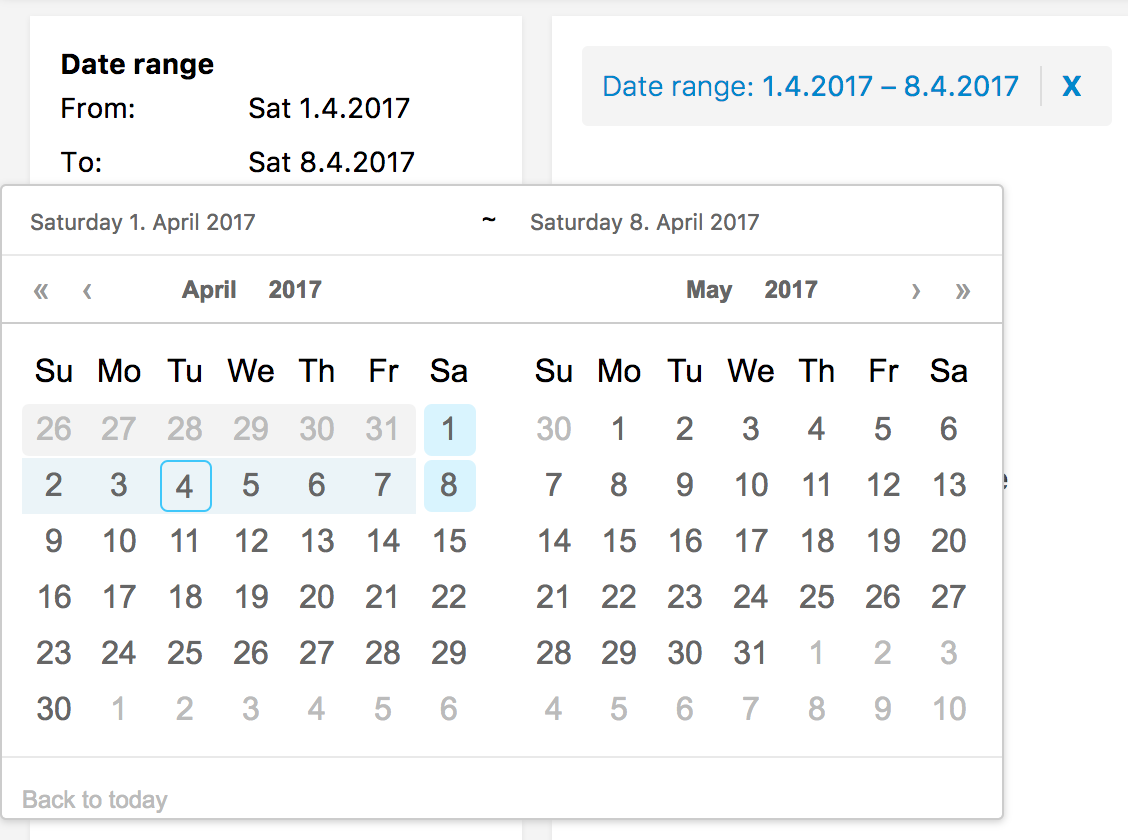 Date range
From: Sat 1.4.2017
To: Sat 8.4.2017
Date range: 1.4.2017 – 8.4.2017 X
Saturday 1. April 2017 ~ Saturday 8. April 2017
« ‹ April 2017 May 2017 › »
Su Mo Tu We Th Fr Sa
26 27 28 29 30 31 1
2 3 4 5 6 7 8
9 10 11 12 13 14 15
16 17 18 19 20 21 22
23 24 25 26 27 28 29
30 1 2 3 4 5 6
Su Mo Tu We Th Fr Sa
30 1 2 3 4 5 6
7 8 9 10 11 12 13
14 15 16 17 18 19 20
21 22 23 24 25 26 27
28 29 30 31 1 2 3
4 5 6 7 8 9 10
Back to today